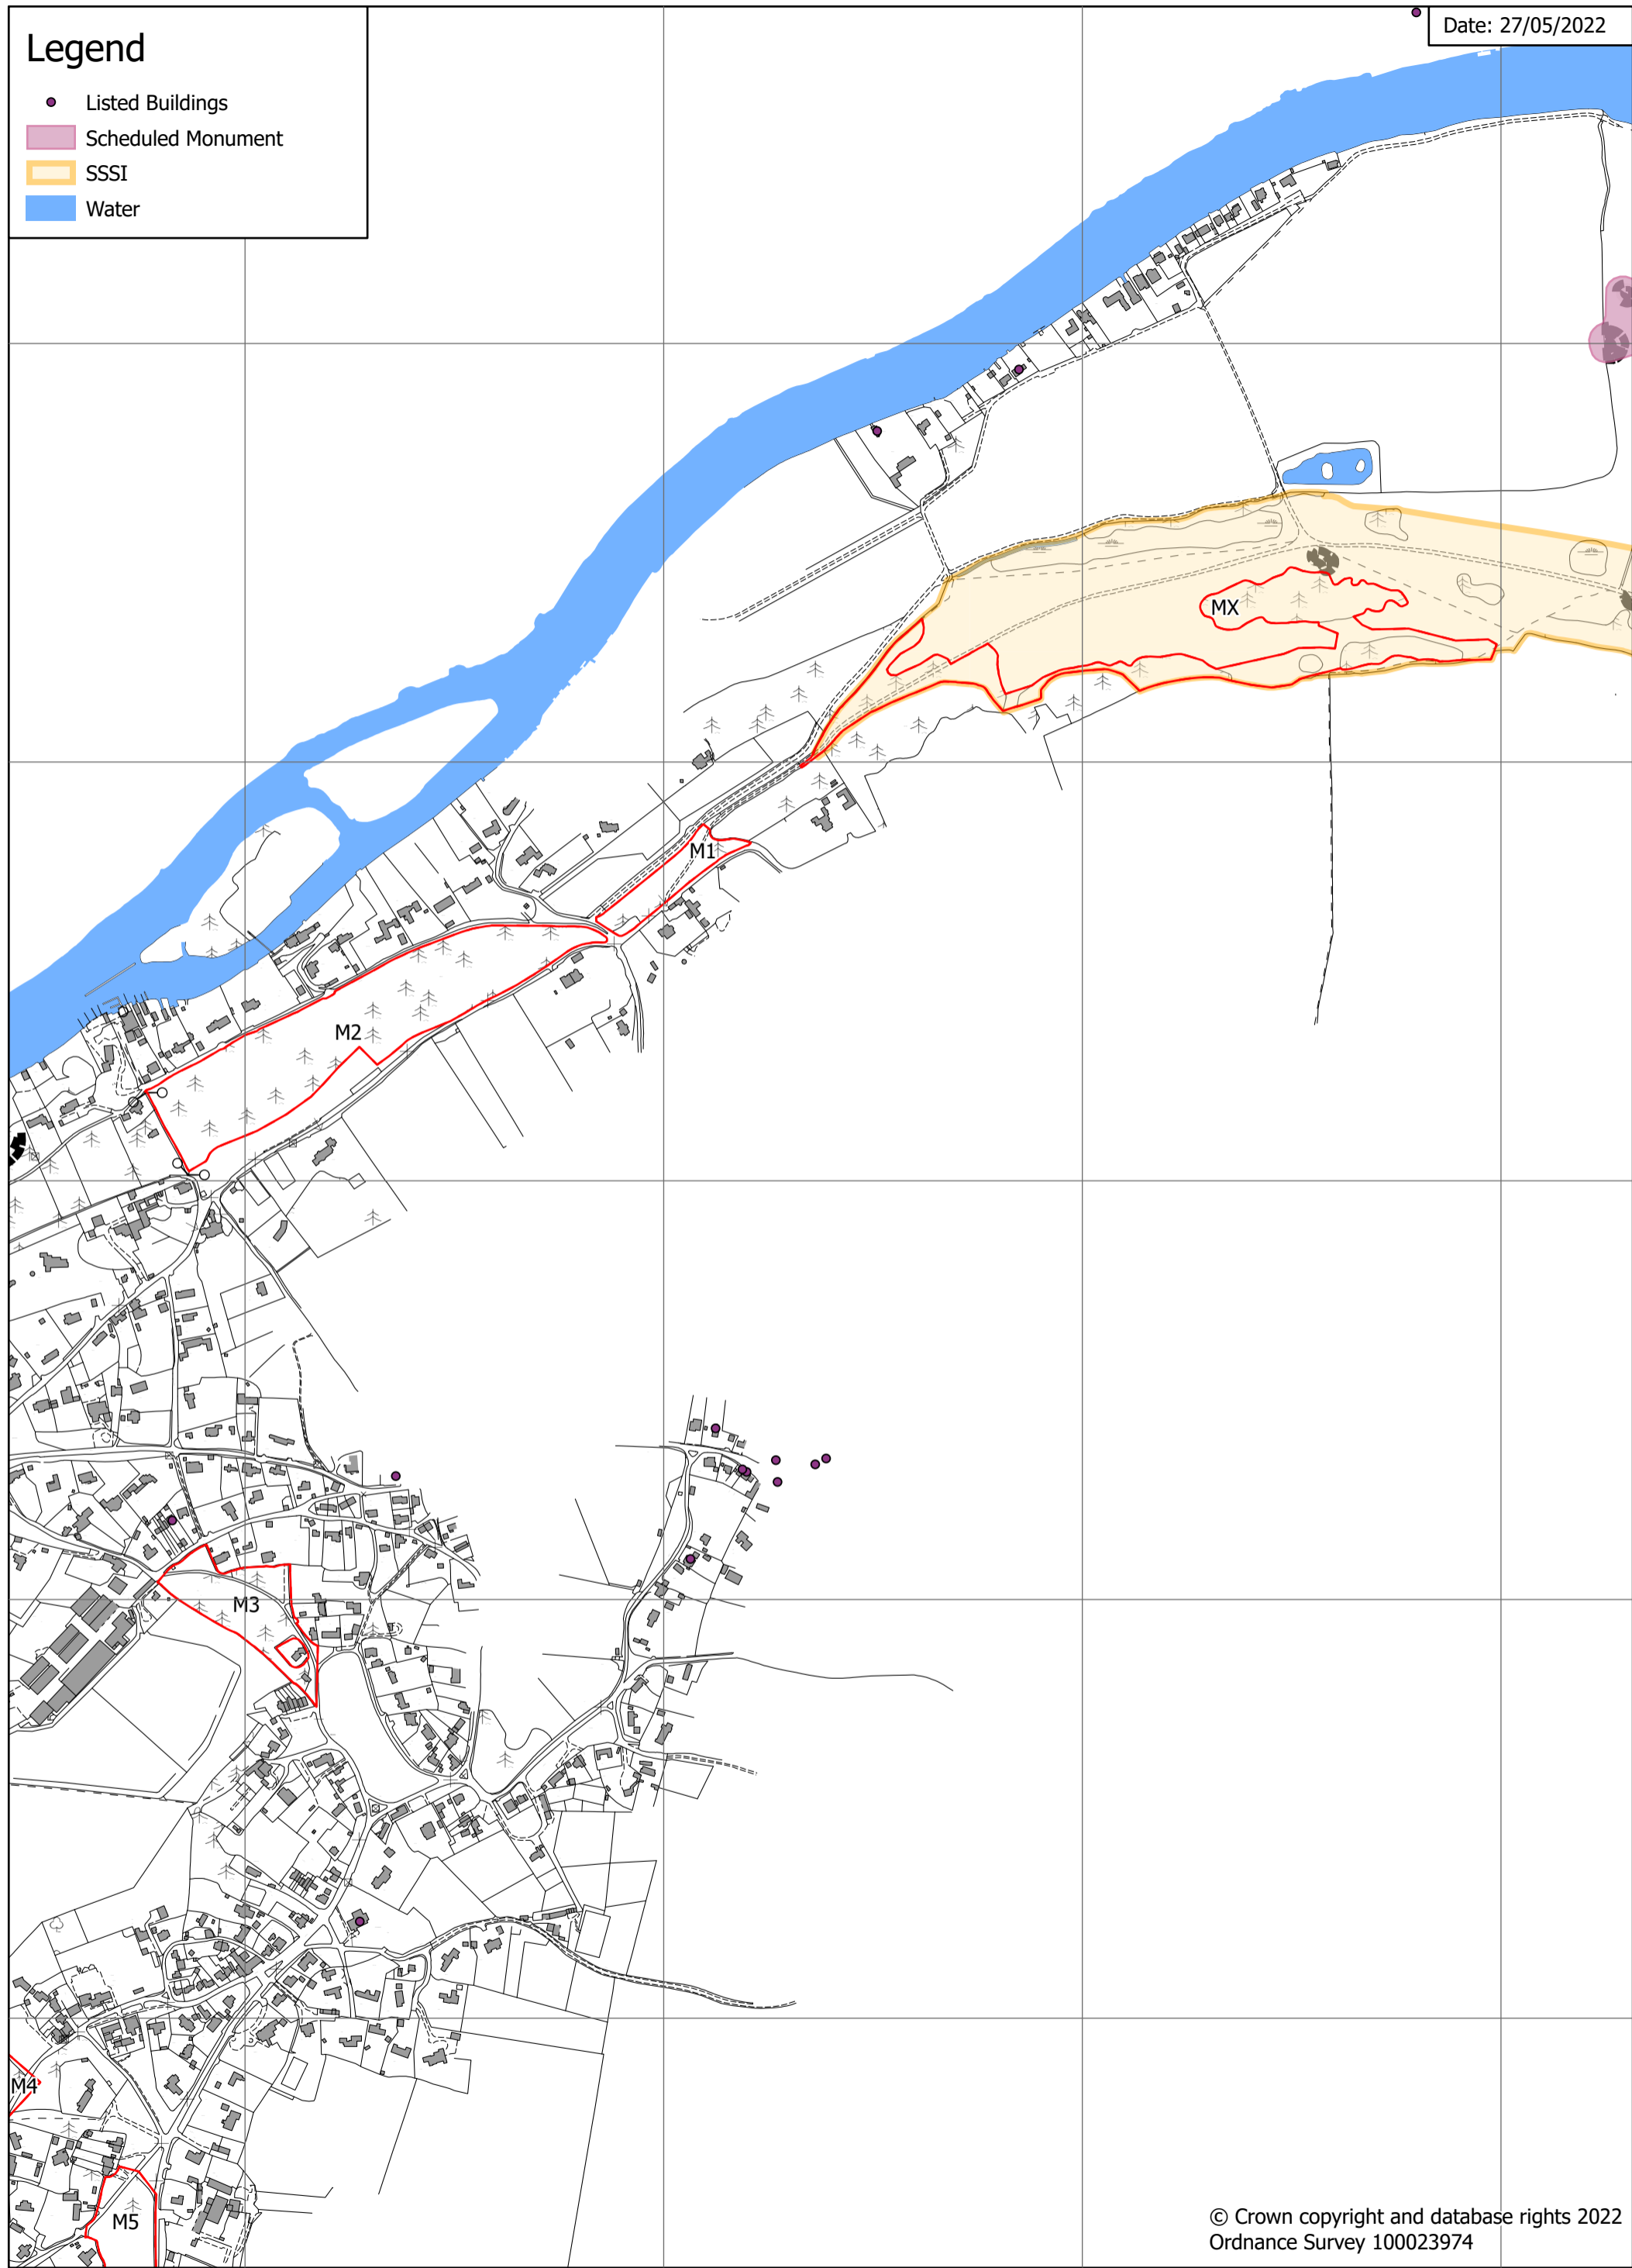 Legend
Listed Buildings
Scheduled Monument
SSSI
Water
Date: 27/05/2022
MX
M1
M2
M3
M4
M5
© Crown copyright and database rights 2022
Ordnance Survey 100023974